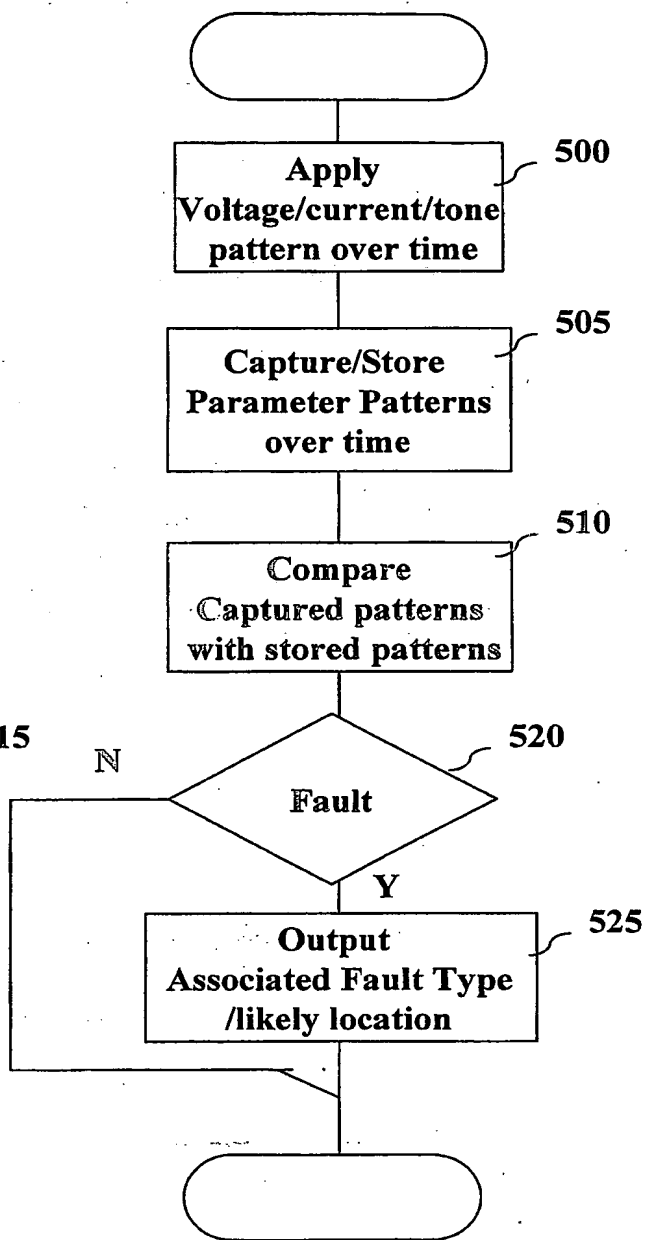 500
Apply
Voltage/current/tone
pattern over time
505
Capture/Store
Parameter Patterns
over time
510
Compare
Captured patterns
with stored patterns
15
N
520
Fault
Y
525
Output
Associated Fault Type
/likely location